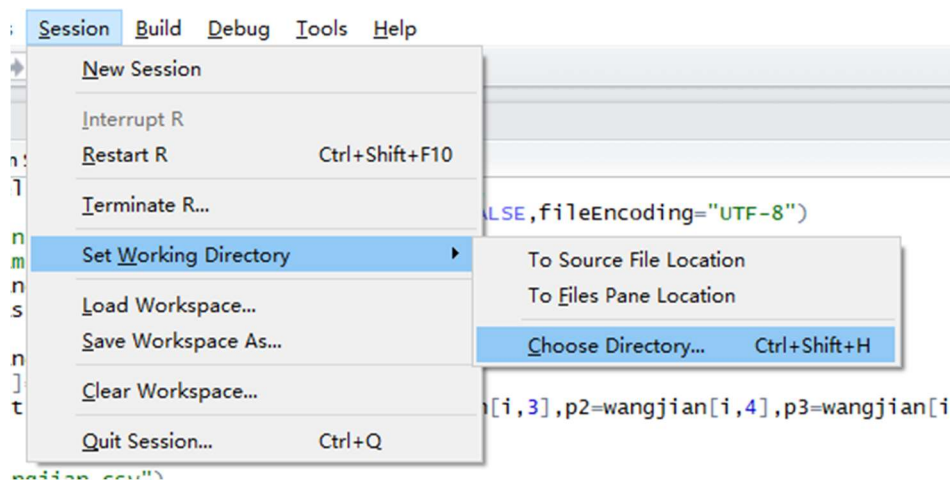 Session Build Debug Tools Help
New Session
Interrupt R
Restart R Ctrl+Shift+F10
Terminate R...
LSE,fileEncoding="UTF-8")
Set Working Directory
To Source File Location
To Files Pane Location
Load Workspace...
Save Workspace As...
Choose Directory... Ctrl+Shift+H
Clear Workspace...
[i,3],p2=wangjian[i,4],p3=wangjian[i
Quit Session... Ctrl+Q